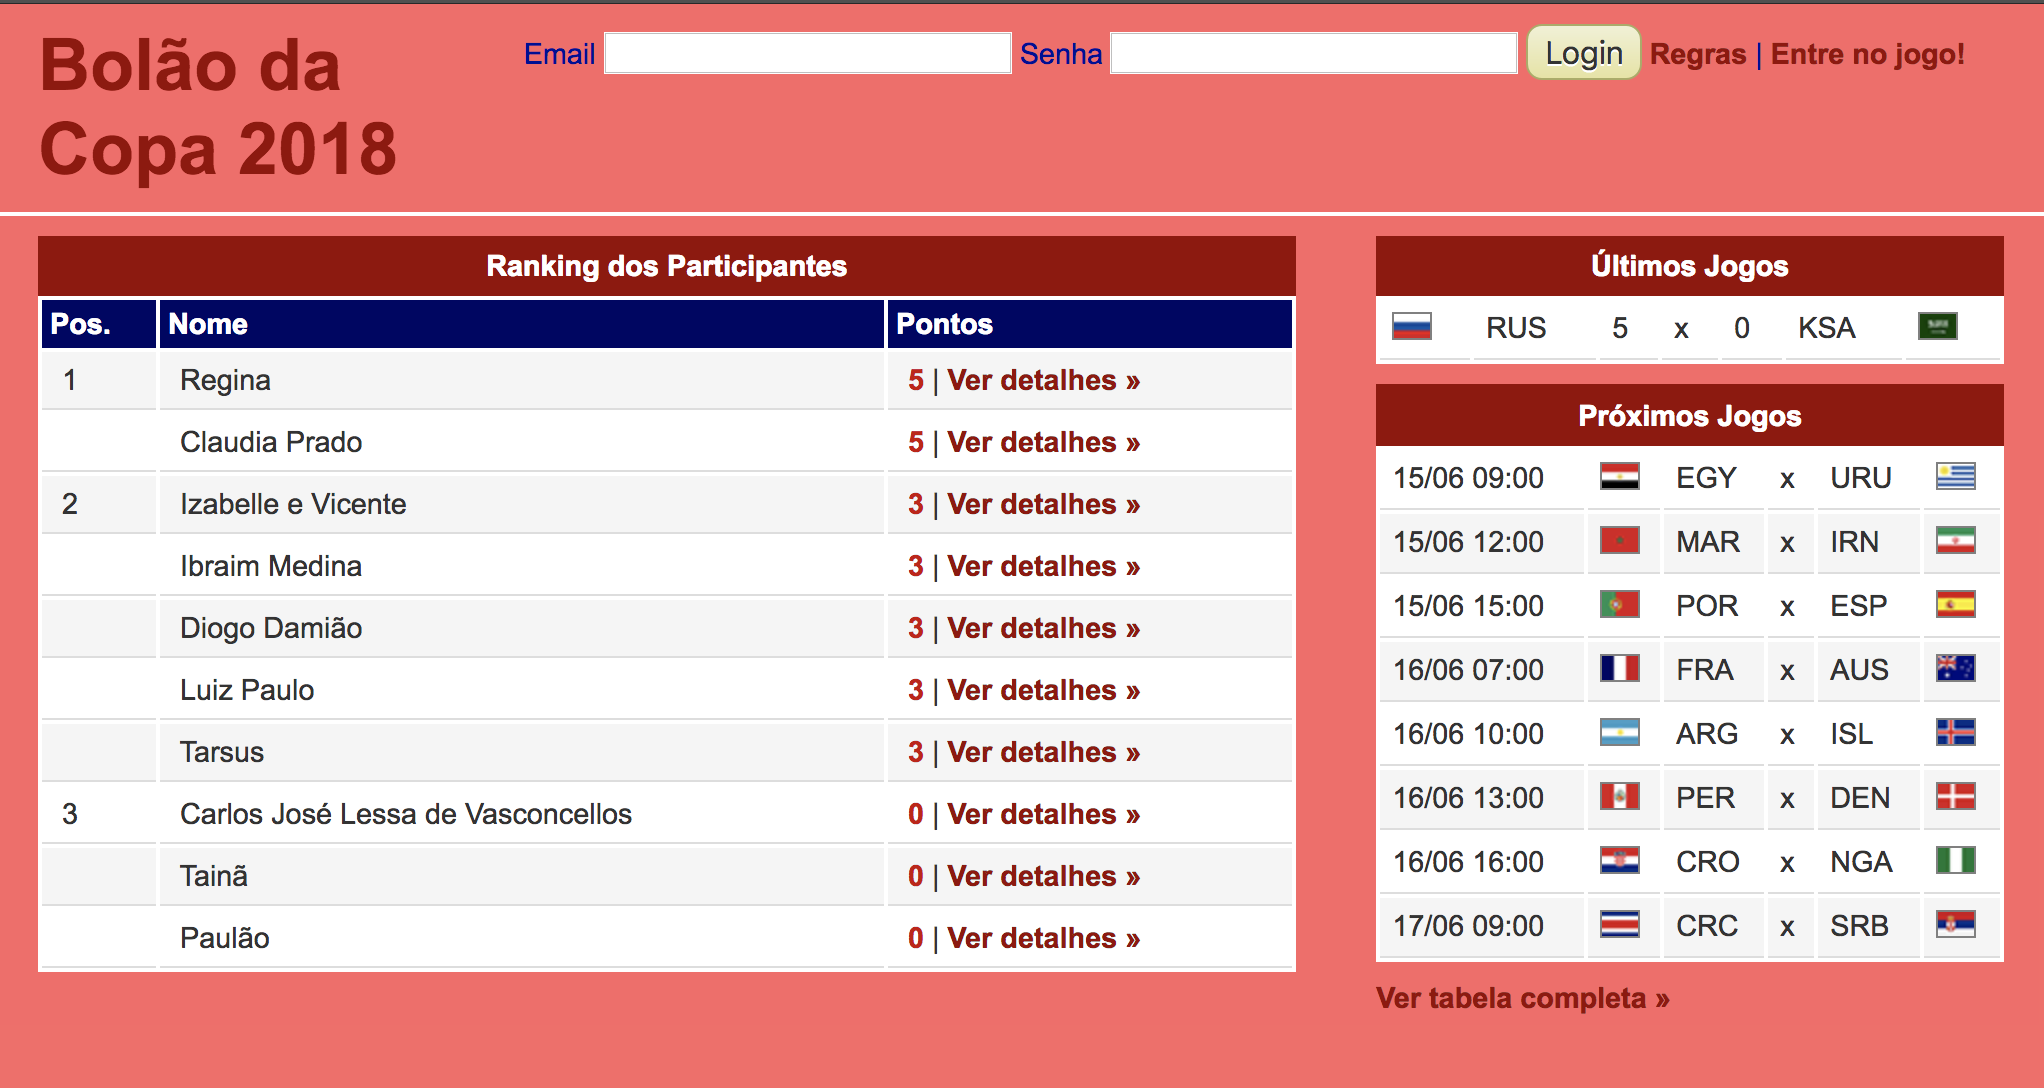 Bolão da
Copa 2018
Email Senha Login Regras | Entre no jogo!
Ranking dos Participantes
Pos. Nome Pontos
1 Regina 5 | Ver detalhes »
Claudia Prado 5 | Ver detalhes »
2 Izabelle e Vicente 3 | Ver detalhes »
Ibraim Medina 3 | Ver detalhes »
Diogo Damião 3 | Ver detalhes »
Luiz Paulo 3 | Ver detalhes »
Tarsus 3 | Ver detalhes »
3 Carlos José Lessa de Vasconcellos 0 | Ver detalhes »
Tainã 0 | Ver detalhes »
Paulão 0 | Ver detalhes »
Últimos Jogos
RUS 5 x 0 KSA
Próximos Jogos
15/06 09:00 EGY x URU
15/06 12:00 MAR x IRN
15/06 15:00 POR x ESP
16/06 07:00 FRA x AUS
16/06 10:00 ARG x ISL
16/06 13:00 PER x DEN
16/06 16:00 CRO x NGA
17/06 09:00 CRC x SRB
Ver tabela completa »